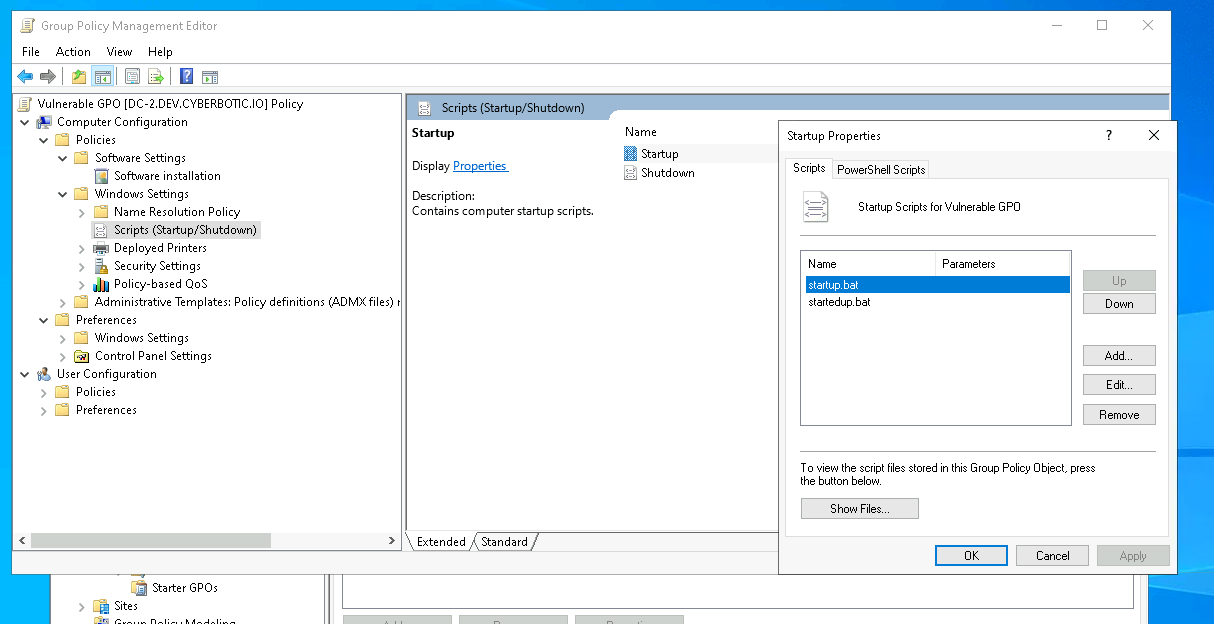 Group Policy Management Editor
File Action View Help
Vulnerable GPO [DC-2.DEV.CYBERBOTIC.IO] Policy
Computer Configuration
Policies
Software Settings
Software installation
Windows Settings
Name Resolution Policy
Scripts (Startup/Shutdown)
Deployed Printers
Security Settings
Policy-based QoS
Administrative Templates: Policy definitions (ADMX files) r
Preferences
Windows Settings
Control Panel Settings
User Configuration
Policies
Preferences
Scripts (Startup/Shutdown)
Startup
Display Properties
Description:
Contains computer startup scripts.
Name
Startup
Shutdown
Extended Standard
Startup Properties
?
Scripts PowerShell Scripts
Startup Scripts for Vulnerable GPO
Name Parameters
startup.bat
startedup.bat
Up
Down
Add...
Edit...
Remove
To view the script files stored in this Group Policy Object, press
the button below.
Show Files...
OK Cancel Apply
Starter GPOs
Sites
Group Policy Modeling